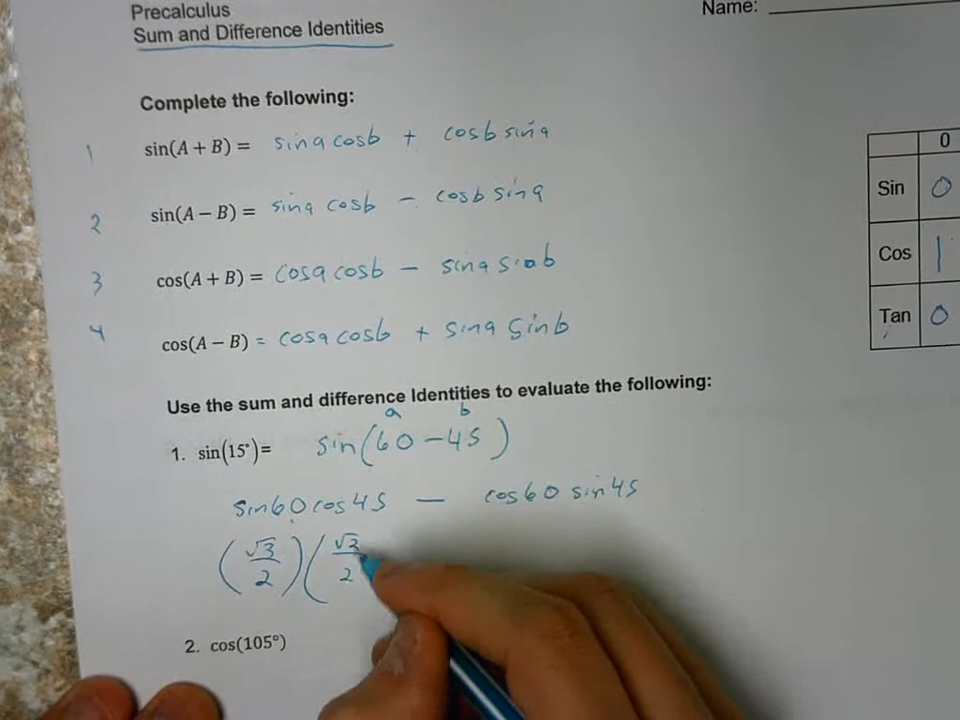 Precalculus
Name:
Sum and Difference Identities
Complete the following:
1 sin(A + B) = sina cosb + cosb sina
2 sin(A − B) = sina cosb − cosb sina
3 cos(A + B) = cosa cosb − sina sinb
4 cos(A − B) = cosa cosb + sina sinb
0
Sin 0
Cos 1
Tan 0
Use the sum and difference Identities to evaluate the following:
a b
1. sin(15°)= sin(60 − 45)
sin60 cos45 − cos60 sin45
(√3/2)(√2/2
2. cos(105°)